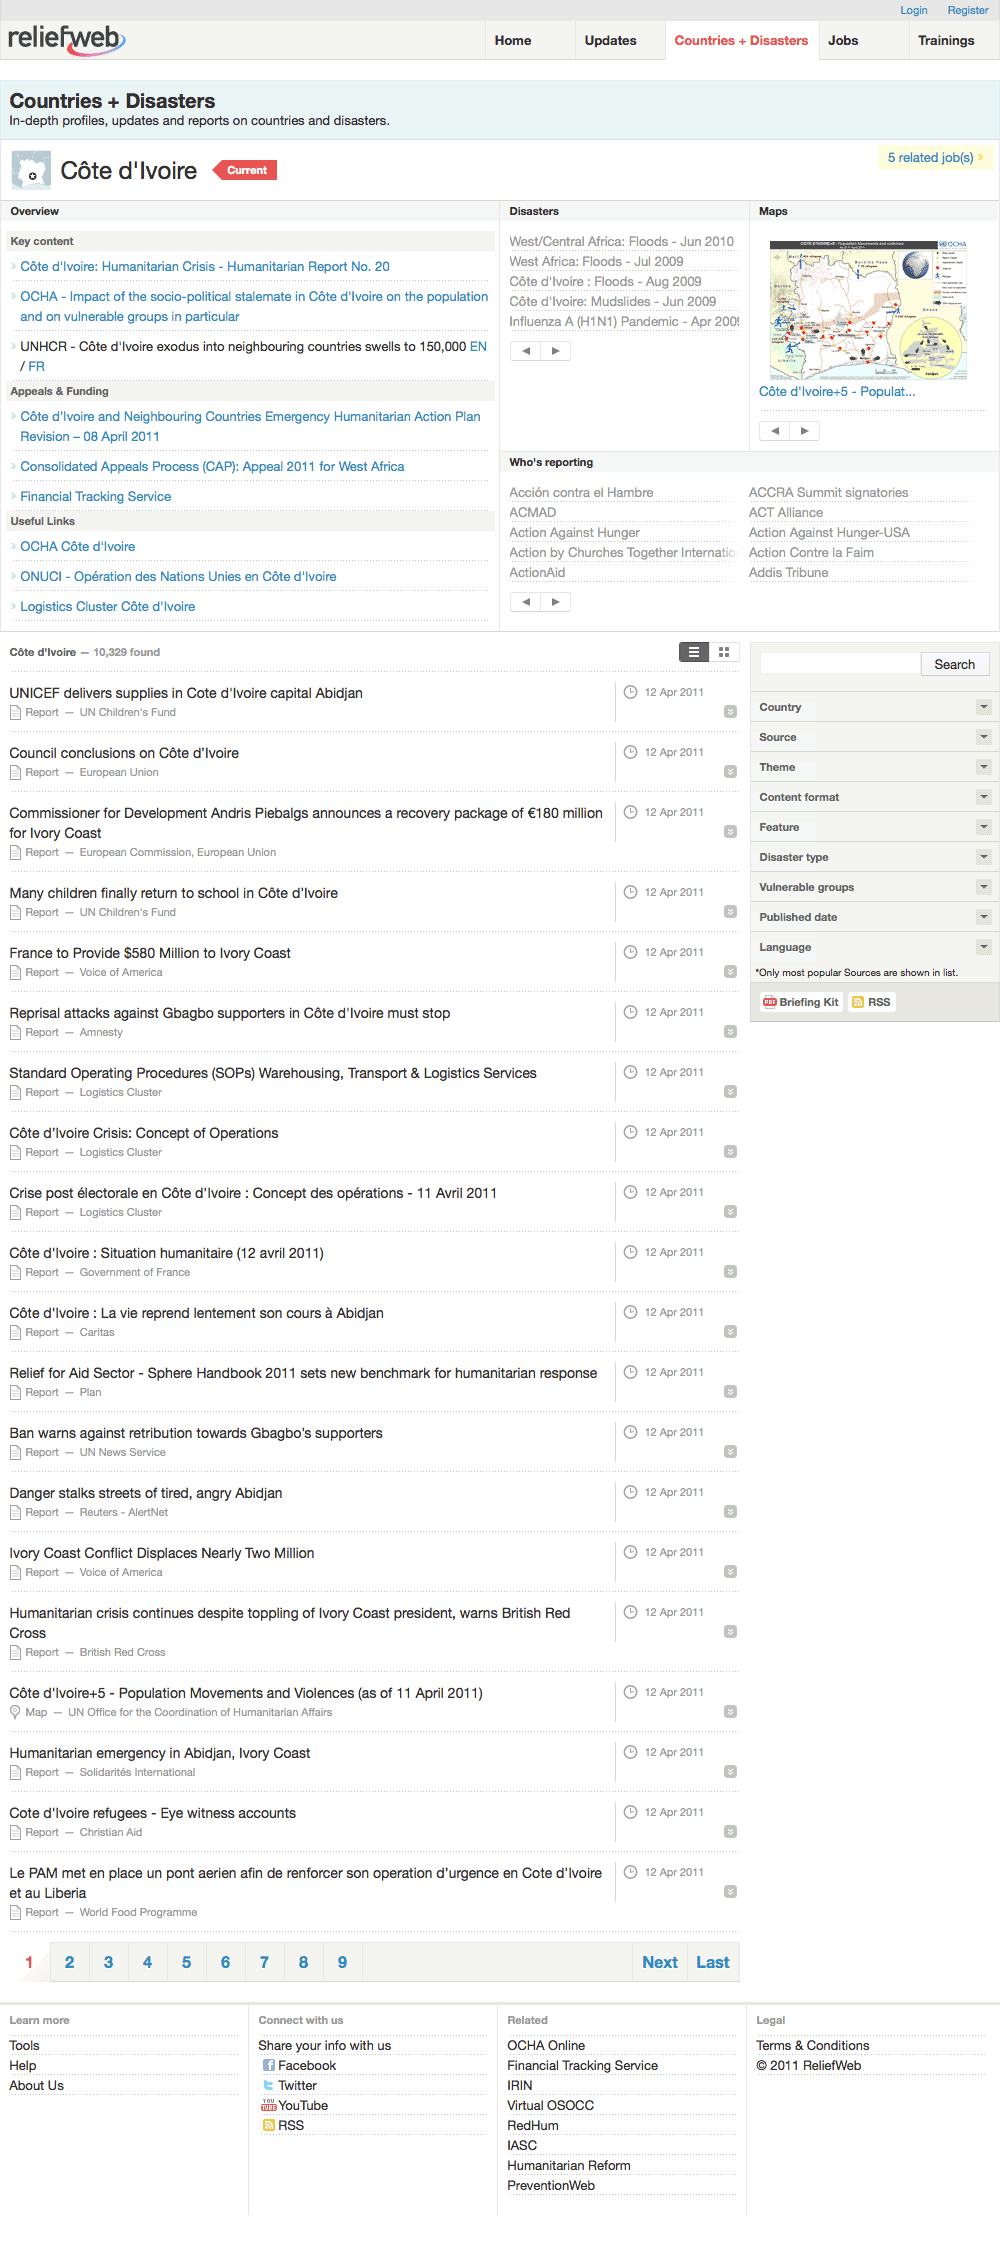 Login Register
reliefweb
Home Updates Countries + Disasters Jobs Trainings
Countries + Disasters
In-depth profiles, updates and reports on countries and disasters.
Côte d'Ivoire Current
5 related job(s) »
Overview
Key content
Côte d'Ivoire: Humanitarian Crisis - Humanitarian Report No. 20
OCHA - Impact of the socio-political stalemate in Côte d'Ivoire on the population
and on vulnerable groups in particular
UNHCR - Côte d'Ivoire exodus into neighbouring countries swells to 150,000 EN
/ FR
Appeals & Funding
Côte d'Ivoire and Neighbouring Countries Emergency Humanitarian Action Plan
Revision – 08 April 2011
Consolidated Appeals Process (CAP): Appeal 2011 for West Africa
Financial Tracking Service
Useful Links
OCHA Côte d'Ivoire
ONUCI - Opération des Nations Unies en Côte d'Ivoire
Logistics Cluster Côte d'Ivoire
Disasters
West/Central Africa: Floods - Jun 2010
West Africa: Floods - Jul 2009
Côte d'Ivoire : Floods - Aug 2009
Côte d'Ivoire: Mudslides - Jun 2009
Influenza A (H1N1) Pandemic - Apr 2009
Maps
OCHA
Côte d'Ivoire+5 - Populat...
Who's reporting
Acción contra el Hambre
ACMAD
Action Against Hunger
Action by Churches Together Internatio
ActionAid
ACCRA Summit signatories
ACT Alliance
Action Against Hunger-USA
Action Contre la Faim
Addis Tribune
Côte d'Ivoire — 10,329 found
UNICEF delivers supplies in Cote d'Ivoire capital Abidjan
12 Apr 2011
Report — UN Children's Fund
Council conclusions on Côte d’Ivoire
12 Apr 2011
Report — European Union
Commissioner for Development Andris Piebalgs announces a recovery package of €180 million
for Ivory Coast
12 Apr 2011
Report — European Commission, European Union
Many children finally return to school in Côte d'Ivoire
12 Apr 2011
Report — UN Children's Fund
France to Provide $580 Million to Ivory Coast
12 Apr 2011
Report — Voice of America
Reprisal attacks against Gbagbo supporters in Côte d'Ivoire must stop
12 Apr 2011
Report — Amnesty
Standard Operating Procedures (SOPs) Warehousing, Transport & Logistics Services
12 Apr 2011
Report — Logistics Cluster
Côte d’Ivoire Crisis: Concept of Operations
12 Apr 2011
Report — Logistics Cluster
Crise post électorale en Côte d'Ivoire : Concept des opérations - 11 Avril 2011
12 Apr 2011
Report — Logistics Cluster
Côte d'Ivoire : Situation humanitaire (12 avril 2011)
12 Apr 2011
Report — Government of France
Côte d'Ivoire : La vie reprend lentement son cours à Abidjan
12 Apr 2011
Report — Caritas
Relief for Aid Sector - Sphere Handbook 2011 sets new benchmark for humanitarian response
12 Apr 2011
Report — Plan
Ban warns against retribution towards Gbagbo’s supporters
12 Apr 2011
Report — UN News Service
Danger stalks streets of tired, angry Abidjan
12 Apr 2011
Report — Reuters - AlertNet
Ivory Coast Conflict Displaces Nearly Two Million
12 Apr 2011
Report — Voice of America
Humanitarian crisis continues despite toppling of Ivory Coast president, warns British Red
Cross
12 Apr 2011
Report — British Red Cross
Côte d'Ivoire+5 - Population Movements and Violences (as of 11 April 2011)
12 Apr 2011
Map — UN Office for the Coordination of Humanitarian Affairs
Humanitarian emergency in Abidjan, Ivory Coast
12 Apr 2011
Report — Solidarités International
Cote d'Ivoire refugees - Eye witness accounts
12 Apr 2011
Report — Christian Aid
Le PAM met en place un pont aerien afin de renforcer son operation d’urgence en Cote d'Ivoire
et au Liberia
12 Apr 2011
Report — World Food Programme
1 2 3 4 5 6 7 8 9 Next Last
Search
Country
Source
Theme
Content format
Feature
Disaster type
Vulnerable groups
Published date
Language
*Only most popular Sources are shown in list.
PDF Briefing Kit RSS
Learn more
Tools
Help
About Us
Connect with us
Share your info with us
Facebook
Twitter
YouTube
RSS
Related
OCHA Online
Financial Tracking Service
IRIN
Virtual OSOCC
RedHum
IASC
Humanitarian Reform
PreventionWeb
Legal
Terms & Conditions
© 2011 ReliefWeb